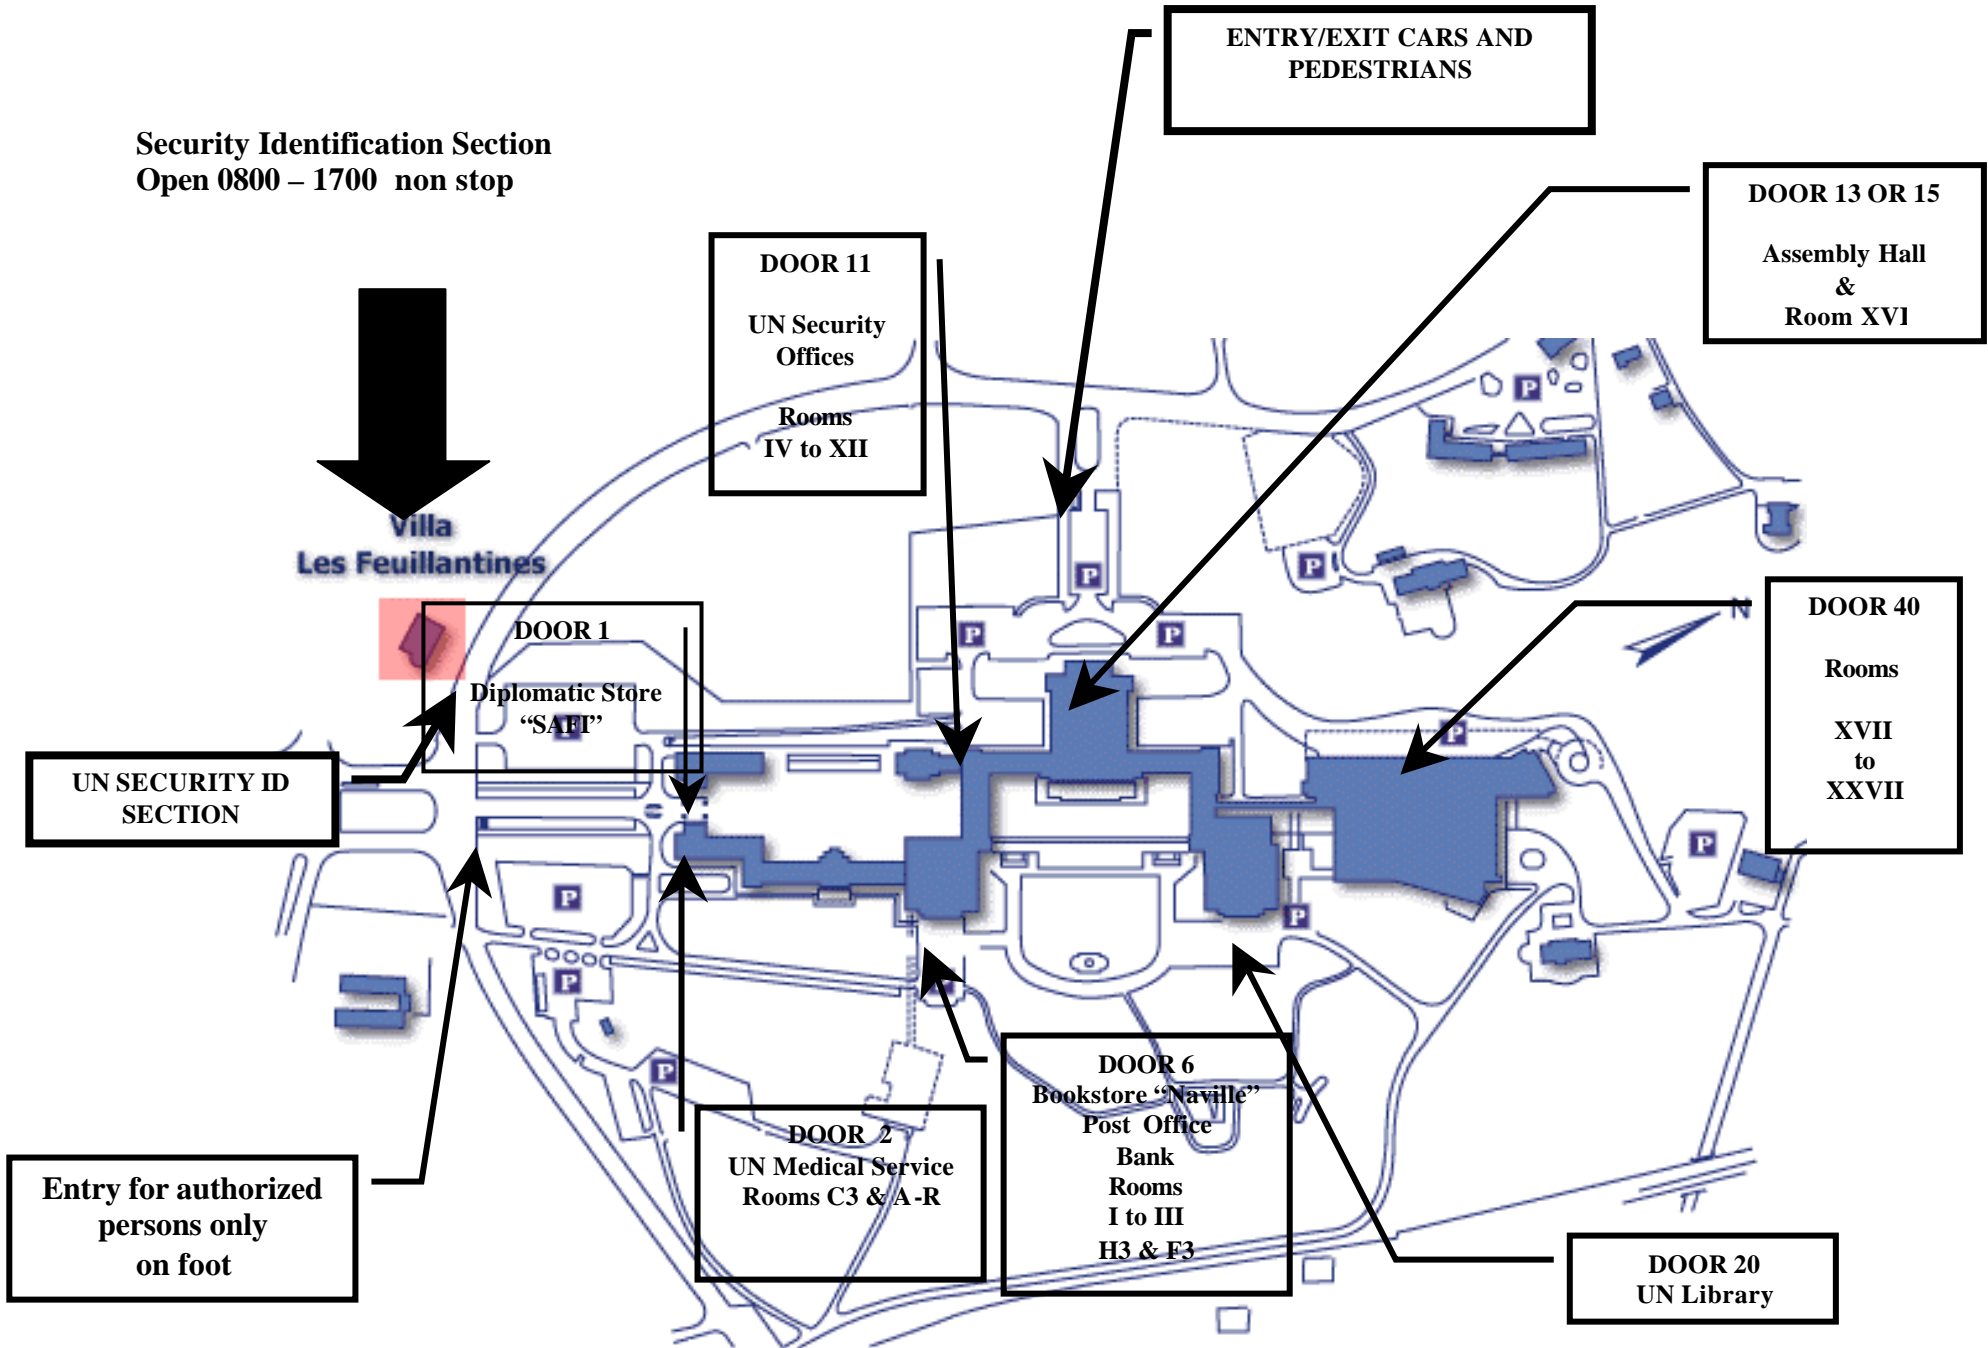 ENTRY/EXIT CARS AND
PEDESTRIANS
Security Identification Section
Open 0800 – 1700 non stop
DOOR 13 OR 15
Assembly Hall
&
Room XVI
DOOR 11
UN Security
Offices
Rooms
IV to XII
Villa
Les Feuillantines
P
P
P
P
P
DOOR 1
Diplomatic Store
“SAFI”
P
N
DOOR 40
Rooms
XVII
to
XXVII
P
UN SECURITY ID
SECTION
P
P
P
P
P
DOOR 6
Bookstore “Naville”
Post Office
Bank
Rooms
I to III
H3 & F3
DOOR 2
UN Medical Service
Rooms C3 & A-R
Entry for authorized
persons only
on foot
DOOR 20
UN Library